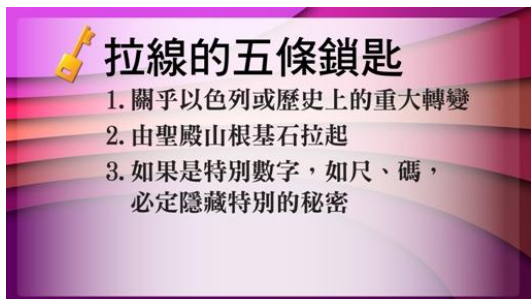 拉線的五條鎖匙
1. 關乎以色列或歷史上的重大轉變
2. 由聖殿山根基石拉起
3. 如果是特別數字，如尺、碼，
必定隱藏特別的秘密